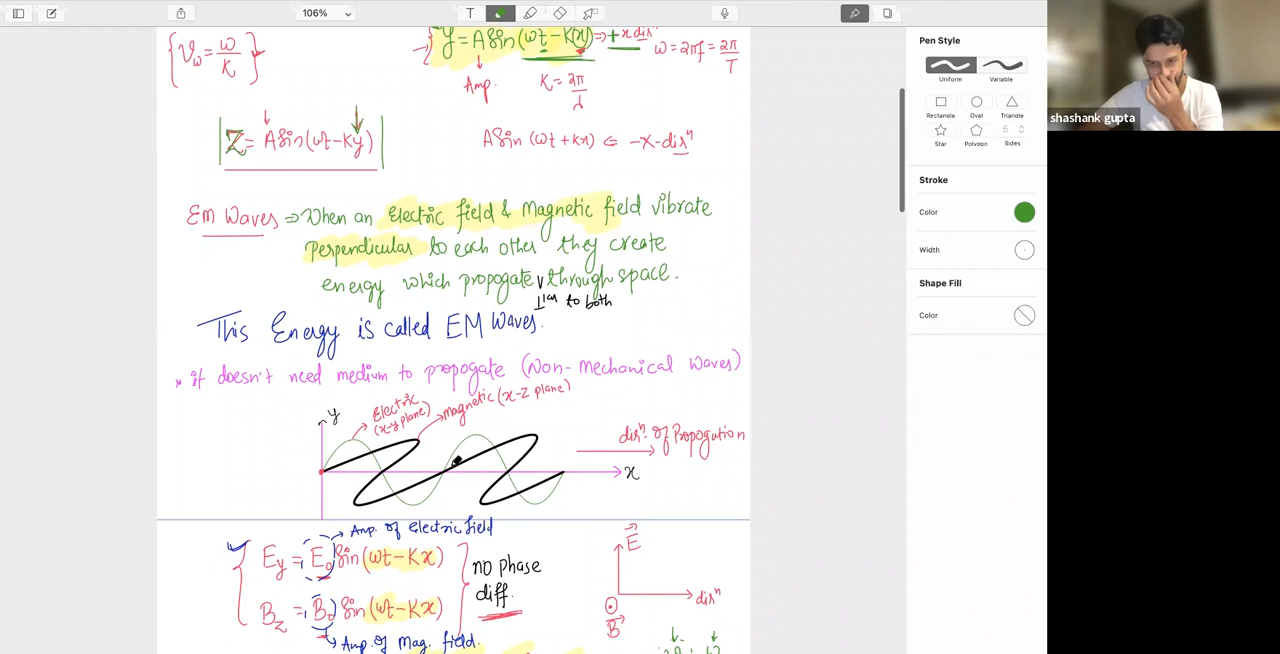 106%
T
Pen Style
Uniform
Variable
Rectangle
Oval
Triangle
Star
Polygon
5
Sides
Stroke
Color
Width
Shape Fill
Color
shashank gupta
{ Vw = ω/K }
y = A sin(ωt - K(x)) ⇒ +x dirⁿ
ω = 2πf = 2π/T
Amp.
K = 2π/λ
Z = A sin(ωt - Ky)
A sin(ωt + Kx) ⇐ -x-dirⁿ
EM Waves ⇒ When an Electric field & Magnetic field vibrate
Perpendicular to each other they create
energy which propogate through space.
⊥lar to both
This Energy is called EM Waves.
* it doesn't need medium to propogate (Non-Mechanical Waves)
y
Electric (x-y plane)
Magnetic (x-z plane)
dirⁿ. of Propogation
x
Amp. of Electric field
Ey = E₀ sin(ωt - Kx)
no phase
diff.
Bz = B₀ sin(ωt - Kx)
Amp. of Mag. field.
E
dirⁿ
B